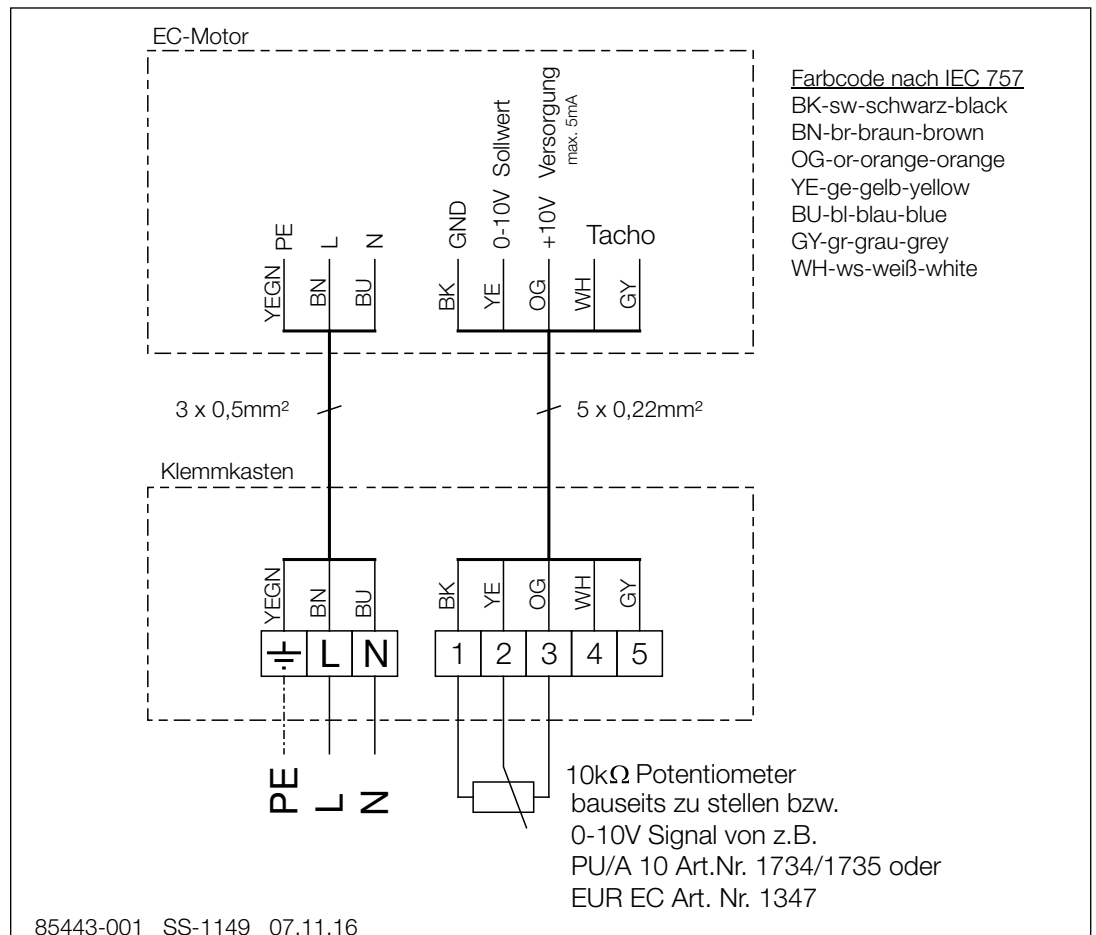 EC-Motor
PE
L
N
GND
0-10V Sollwert
+10V Versorgung
max. 5mA
Tacho
YEGN
BN
BU
BK
YE
OG
WH
GY
Farbcode nach IEC 757
BK-sw-schwarz-black
BN-br-braun-brown
OG-or-orange-orange
YE-ge-gelb-yellow
BU-bl-blau-blue
GY-gr-grau-grey
WH-ws-weiß-white
3 x 0,5mm²
5 x 0,22mm²
Klemmkasten
YEGN
BN
BU
BK
YE
OG
WH
GY
L
N
1
2
3
4
5
PE
L
N
10kΩ Potentiometer
bauseits zu stellen bzw.
0-10V Signal von z.B.
PU/A 10 Art.Nr. 1734/1735 oder
EUR EC Art. Nr. 1347
85443-001 SS-1149 07.11.16